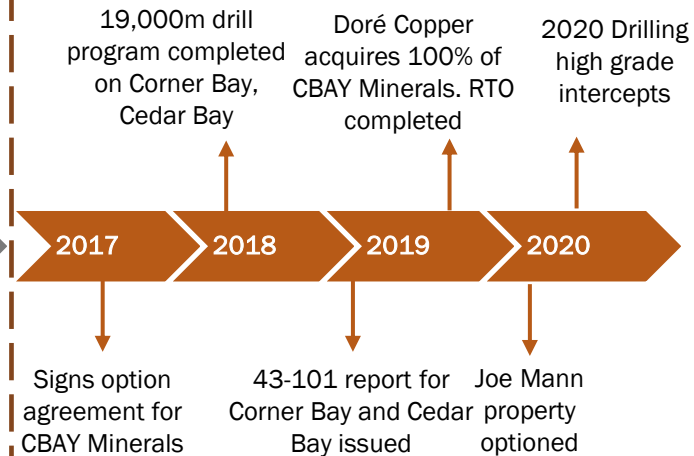 19,000m drill
program completed
on Corner Bay,
Cedar Bay
Doré Copper
acquires 100% of
CBAY Minerals. RTO
completed
2020 Drilling
high grade
intercepts
2017
2018
2019
2020
Signs option
agreement for
CBAY Minerals
43-101 report for
Corner Bay and Cedar
Bay issued
Joe Mann
property
optioned